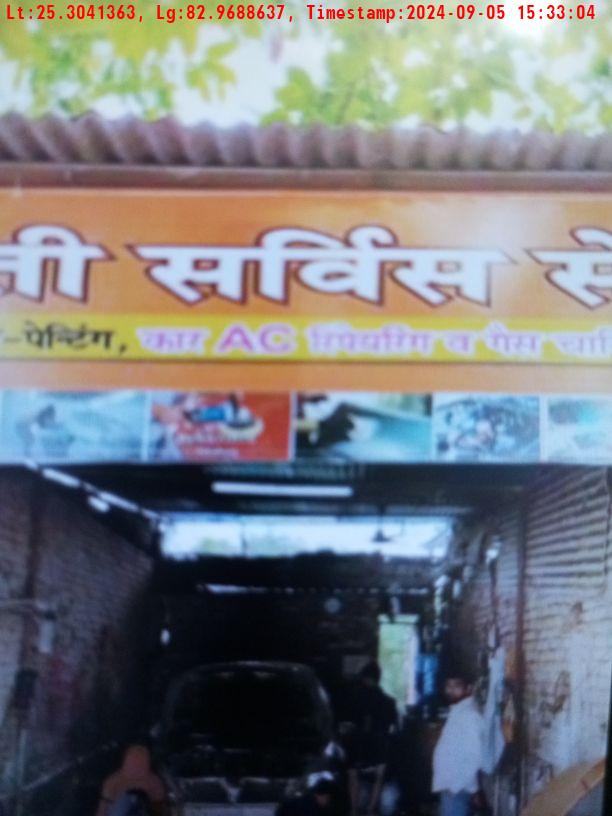 Lt:25.3041363, Lg:82.9688637, Timestamp:2024-09-05 15:33:04
ती सर्विस से
-पेन्टिंग, कार AC रिपेयरिंग व गैस चा